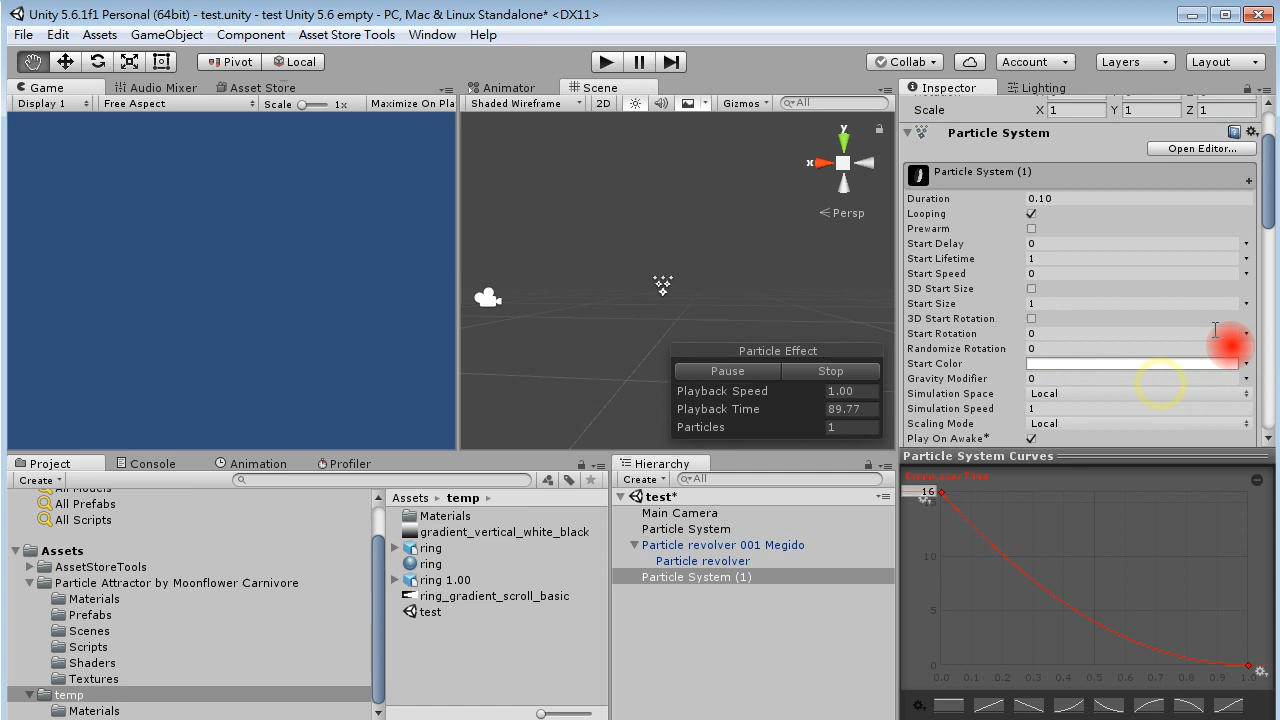 Unity 5.6.1f1 Personal (64bit) - test.unity - test Unity 5.6 empty - PC, Mac & Linux Standalone* <DX11>
File Edit Assets GameObject Component Asset Store Tools Window Help
Pivot Local Collab Account Layers Layout
Game Audio Mixer Asset Store Animator Scene Inspector Lighting
Display 1 Free Aspect Scale 1x Maximize On Pla Shaded Wireframe 2D Gizmos All
Scale X 1 Y 1 Z 1
Particle System
Open Editor...
Particle System (1)
Duration 0.10
Looping
Prewarm
Start Delay 0
Start Lifetime 1
Start Speed 0
3D Start Size
Start Size 1
3D Start Rotation
Start Rotation 0
Randomize Rotation 0
Start Color
Gravity Modifier 0
Simulation Space Local
Simulation Speed 1
Scaling Mode Local
Play On Awake*
y
x
Persp
Particle Effect
Pause Stop
Playback Speed 1.00
Playback Time 89.77
Particles 1
Project Console Animation Profiler
Create
All Models
All Prefabs
All Scripts
Assets
AssetStoreTools
Particle Attractor by Moonflower Carnivore
Materials
Prefabs
Scenes
Scripts
Shaders
Textures
temp
Materials
Assets temp
Materials
gradient_vertical_white_black
ring
ring
ring 1.00
ring_gradient_scroll_basic
test
Hierarchy
Create All
test*
Main Camera
Particle System
Particle revolver 001 Megido
Particle revolver
Particle System (1)
Particle System Curves
16
10
5
0
0.0 0.1 0.2 0.3 0.4 0.5 0.6 0.7 0.8 0.9 1.0